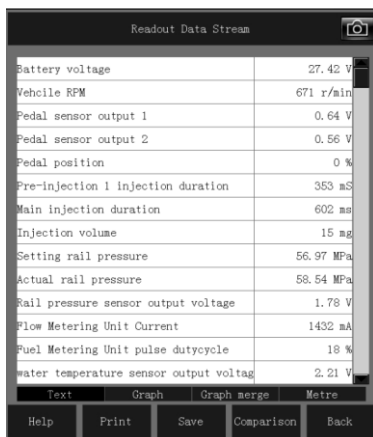 Readout Data Stream
Battery voltage 27.42 V
Vehcile RPM 671 r/min
Pedal sensor output 1 0.64 V
Pedal sensor output 2 0.56 V
Pedal position 0 %
Pre-injection 1 injection duration 353 mS
Main injection duration 602 ms
Injection volume 15 mg
Setting rail pressure 56.97 MPa
Actual rail pressure 58.54 MPa
Rail pressure sensor output voltage 1.78 V
Flow Metering Unit Current 1432 mA
Fuel Metering Unit pulse dutycycle 18 %
water temperature sensor output voltag 2.21 V
Text Graph Graph merge Metre
Help Print Save Comparison Back